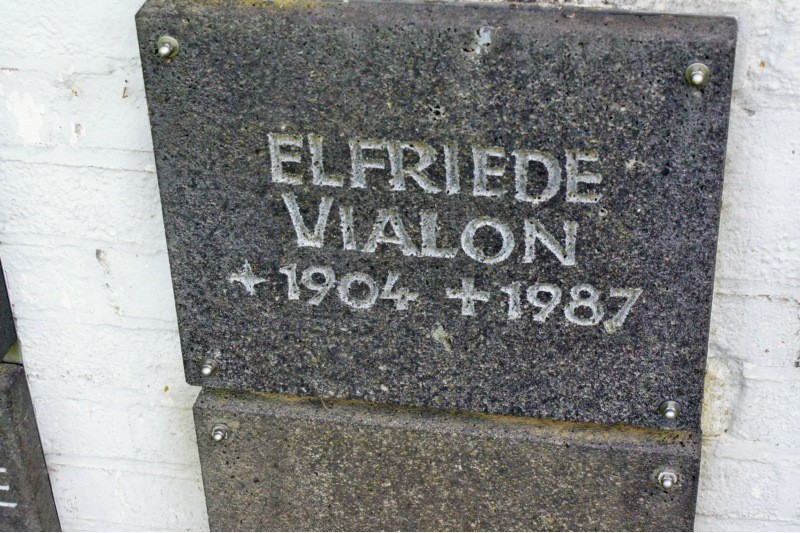 ELFRIEDE
VIALON
✦ 1904 ✝ 1987